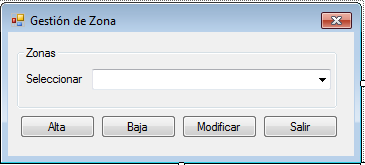 Gestión de Zona
Zonas
Seleccionar
Alta Baja Modificar Salir